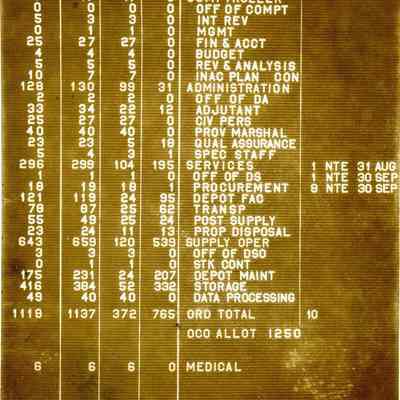 0 0 0 0 OFF OF COMPT
0 3 3 0 INT REV
0 1 1 0 MGMT
25 27 27 0 FIN & ACCT
4 4 4 0 BUDGET
5 5 5 0 REV & ANALYSIS
10 7 7 0 INAC PLAN CON
128 130 99 31 ADMINISTRATION
2 2 2 0 OFF OF DA
33 34 22 12 ADJUTANT
25 27 27 0 CIV PERS
40 40 40 0 PROV MARSHAL
23 23 5 18 QUAL ASSURANCE
5 4 3 1 SPEC STAFF
296 299 104 195 SERVICES 1 NTE 31 AUG
1 1 1 0 OFF OF DS 1 NTE 30 SEP
18 19 18 1 PROCUREMENT 8 NTE 30 SEP
121 119 24 95 DEPOT FAC
78 87 25 62 TRANSP
55 49 25 24 POST SUPPLY
23 24 11 13 PROP DISPOSAL
643 659 120 539 SUPPLY OPER
3 3 3 0 OFF OF DSO
0 1 1 0 STK CONT
175 231 24 207 DEPOT MAINT
416 384 52 332 STORAGE
49 40 40 0 DATA PROCESSING
1119 1137 372 765 ORD TOTAL 10
OCO ALLOT 1250
6 6 6 0 MEDICAL